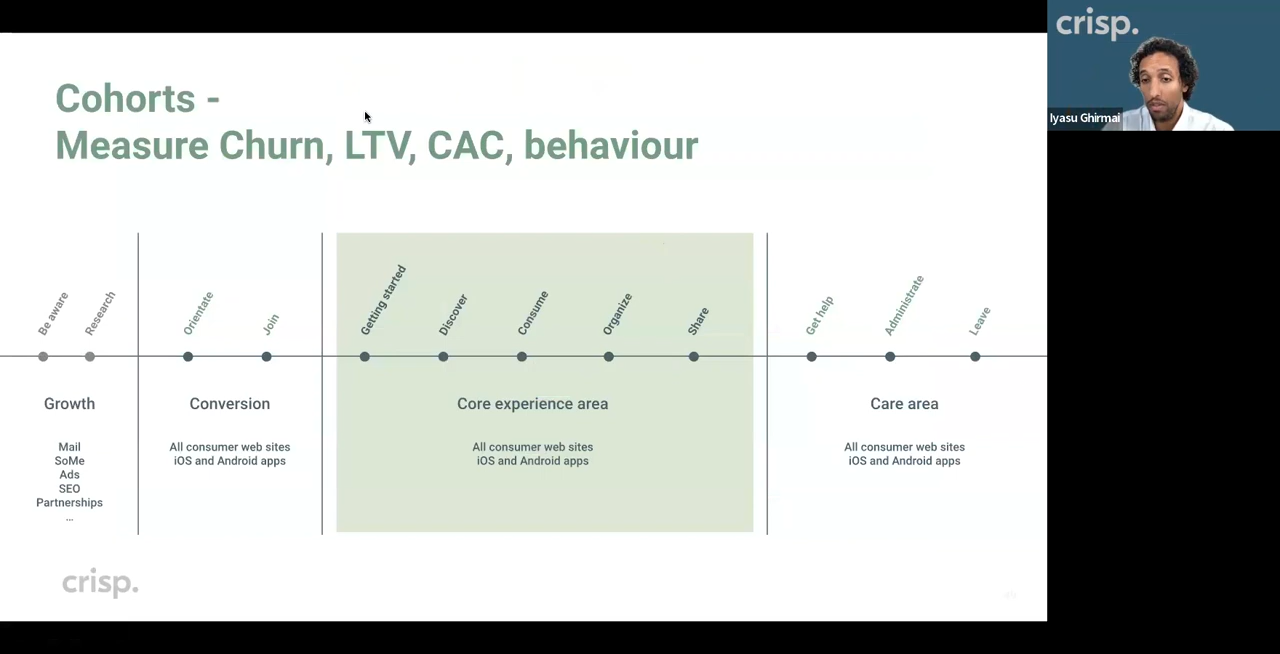 Cohorts -
Measure Churn, LTV, CAC, behaviour
Be aware
Research
Orientate
Join
Getting started
Discover
Consume
Organize
Share
Get help
Administrate
Leave
Growth
Conversion
Core experience area
Care area
Mail
SoMe
Ads
SEO
Partnerships
...
All consumer web sites
iOS and Android apps
All consumer web sites
iOS and Android apps
All consumer web sites
iOS and Android apps
crisp.
crisp.
Iyasu Ghirmai